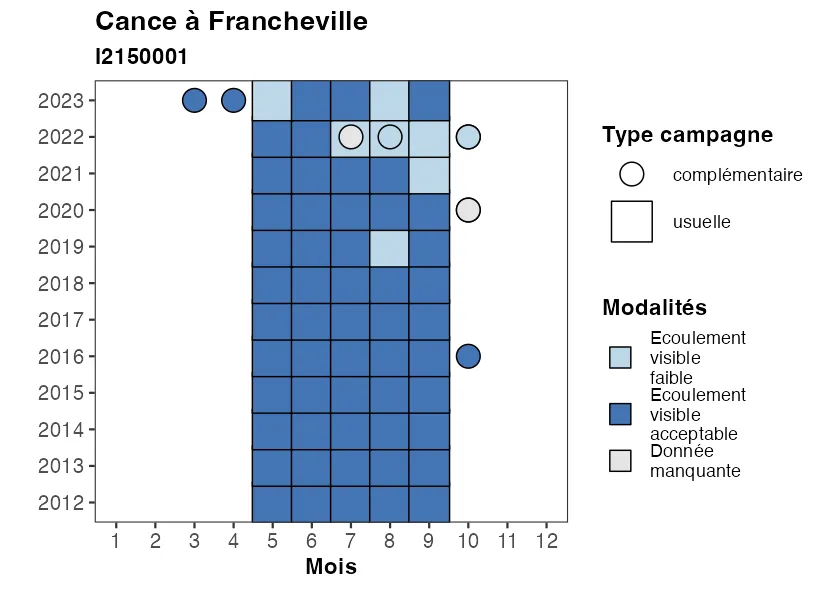 Cance à Francheville
I2150001
2023
2022
2021
2020
2019
2018
2017
2016
2015
2014
2013
2012
1 2 3 4 5 6 7 8 9 10 11 12
Mois
Type campagne
complémentaire
usuelle
Modalités
Ecoulement
visible
faible
Ecoulement
visible
acceptable
Donnée
manquante